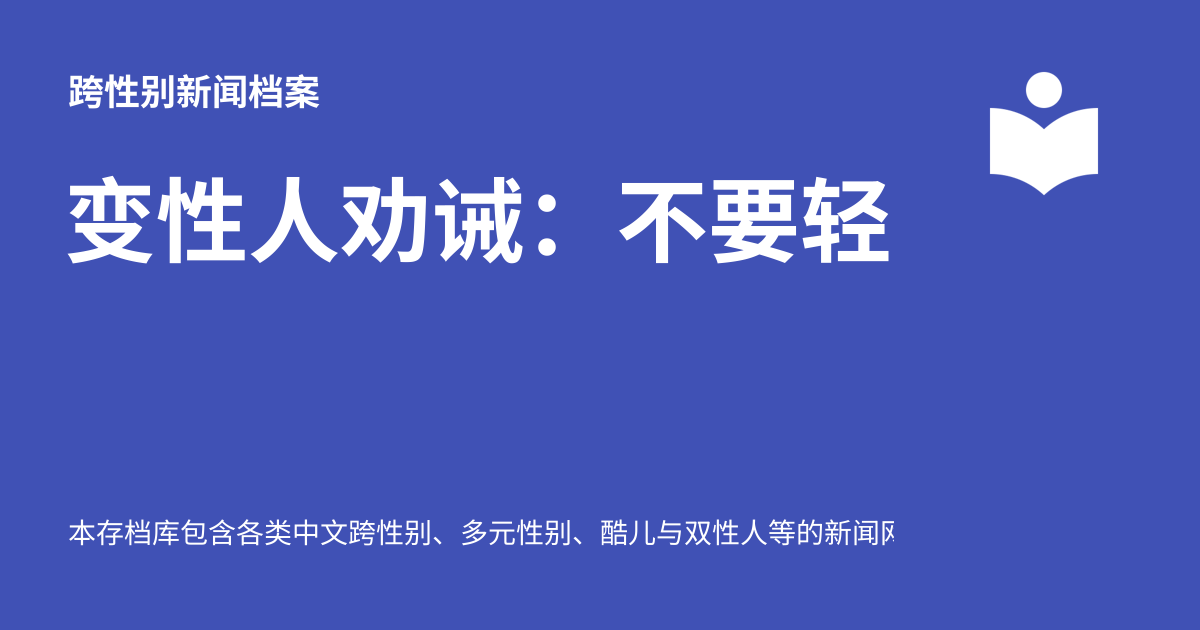 跨性别新闻档案
变性人劝诫：不要轻
本存档库包含各类中文跨性别、多元性别、酷儿与双性人等的新闻网